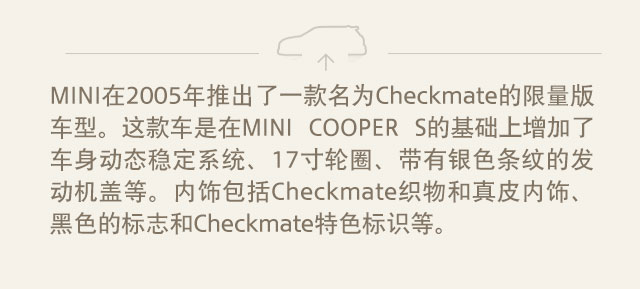 MINI在2005年推出了一款名为Checkmate的限量版
车型。这款车是在MINI COOPER S的基础上增加了
车身动态稳定系统、17寸轮圈、带有银色条纹的发
动机盖等。内饰包括Checkmate织物和真皮内饰、
黑色的标志和Checkmate特色标识等。